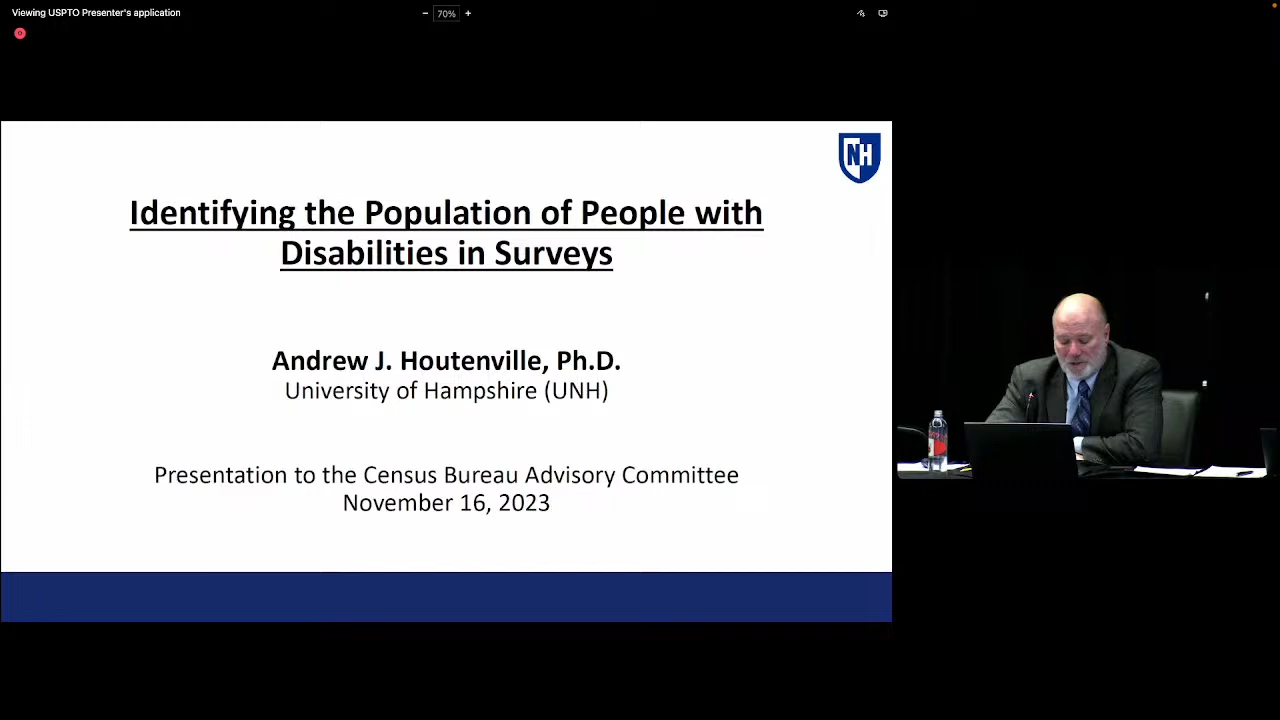 Viewing USPTO Presenter's application
− 70% +
NH
Identifying the Population of People with
Disabilities in Surveys
Andrew J. Houtenville, Ph.D.
University of Hampshire (UNH)
Presentation to the Census Bureau Advisory Committee
November 16, 2023